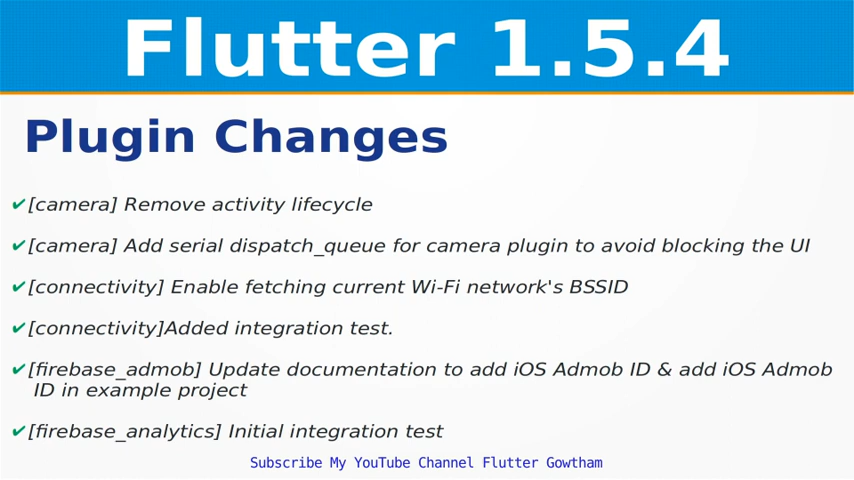 Flutter 1.5.4
Plugin Changes
✔[camera] Remove activity lifecycle
✔[camera] Add serial dispatch_queue for camera plugin to avoid blocking the UI
✔[connectivity] Enable fetching current Wi-Fi network's BSSID
✔[connectivity]Added integration test.
✔[firebase_admob] Update documentation to add iOS Admob ID & add iOS Admob
ID in example project
✔[firebase_analytics] Initial integration test
Subscribe My YouTube Channel Flutter Gowtham